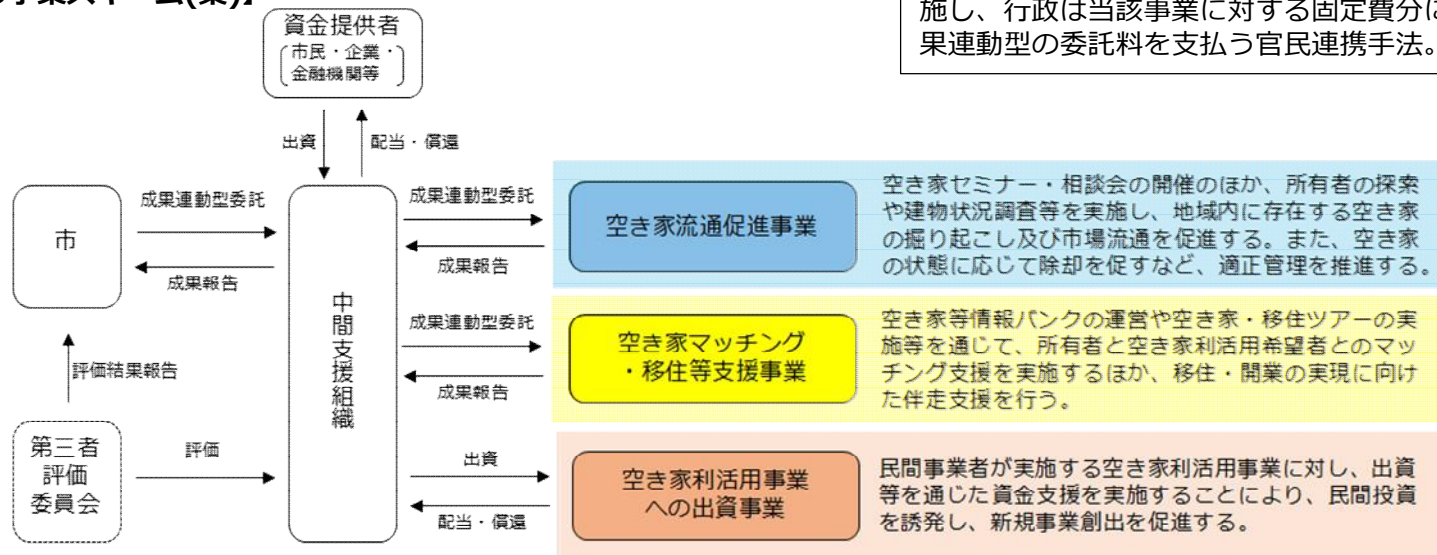 事業スキーム(案)】
施し、行政は当該事業に対する固定費分に
果連動型の委託料を支払う官民連携手法。
資金提供者
市民・企業・
金融機関等
出資
配当・償還
市
成果連動型委託
成果報告
中間支援組織
評価結果報告
第三者
評価
委員会
評価
成果連動型委託
成果報告
空き家流通促進事業
空き家セミナー・相談会の開催のほか、所有者の探索
や建物状況調査等を実施し、地域内に存在する空き家
の掘り起こし及び市場流通を促進する。また、空き家
の状態に応じて除却を促すなど、適正管理を推進する。
成果連動型委託
成果報告
空き家マッチング
・移住等支援事業
空き家等情報バンクの運営や空き家・移住ツアーの実
施等を通じて、所有者と空き家利活用希望者とのマッ
チング支援を実施するほか、移住・開業の実現に向け
た伴走支援を行う。
出資
配当・償還
空き家利活用事業
への出資事業
民間事業者が実施する空き家利活用事業に対し、出資
等を通じた資金支援を実施することにより、民間投資
を誘発し、新規事業創出を促進する。